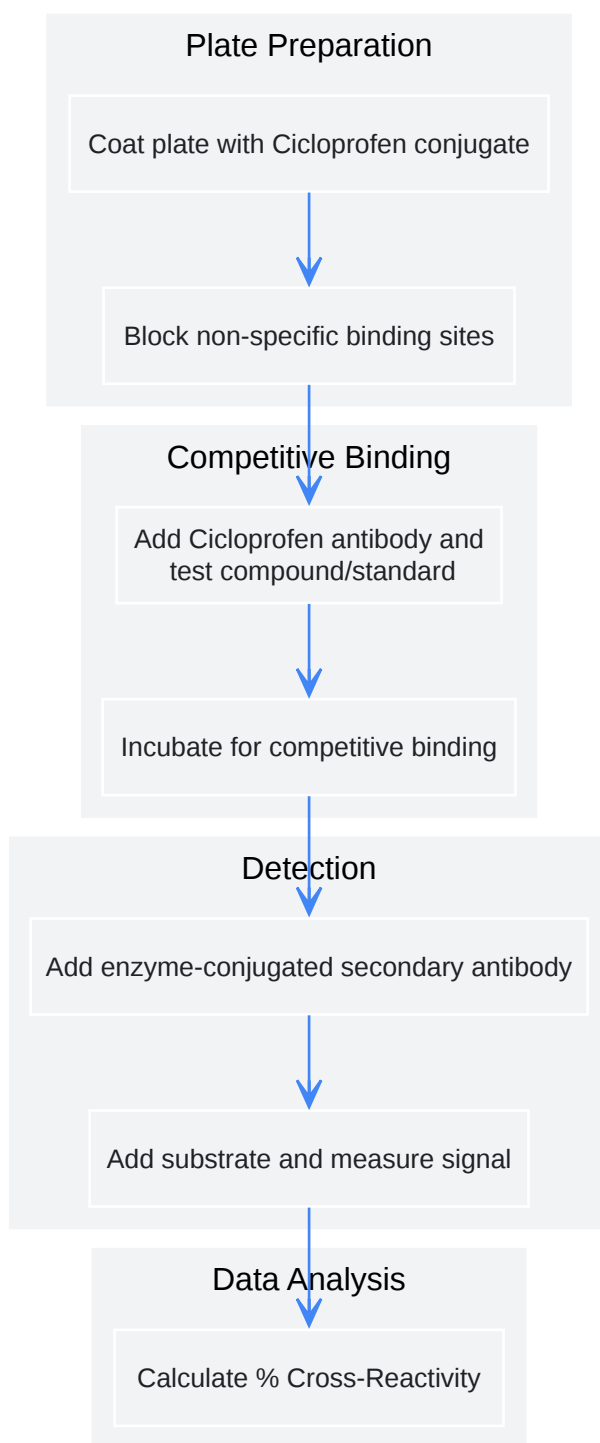 Plate Preparation
Coat plate with Cicloprofen conjugate
Block non-specific binding sites
Competitive Binding
Add Cicloprofen antibody and
test compound/standard
Incubate for competitive binding
Detection
Add enzyme-conjugated secondary antibody
Add substrate and measure signal
Data Analysis
Calculate % Cross-Reactivity